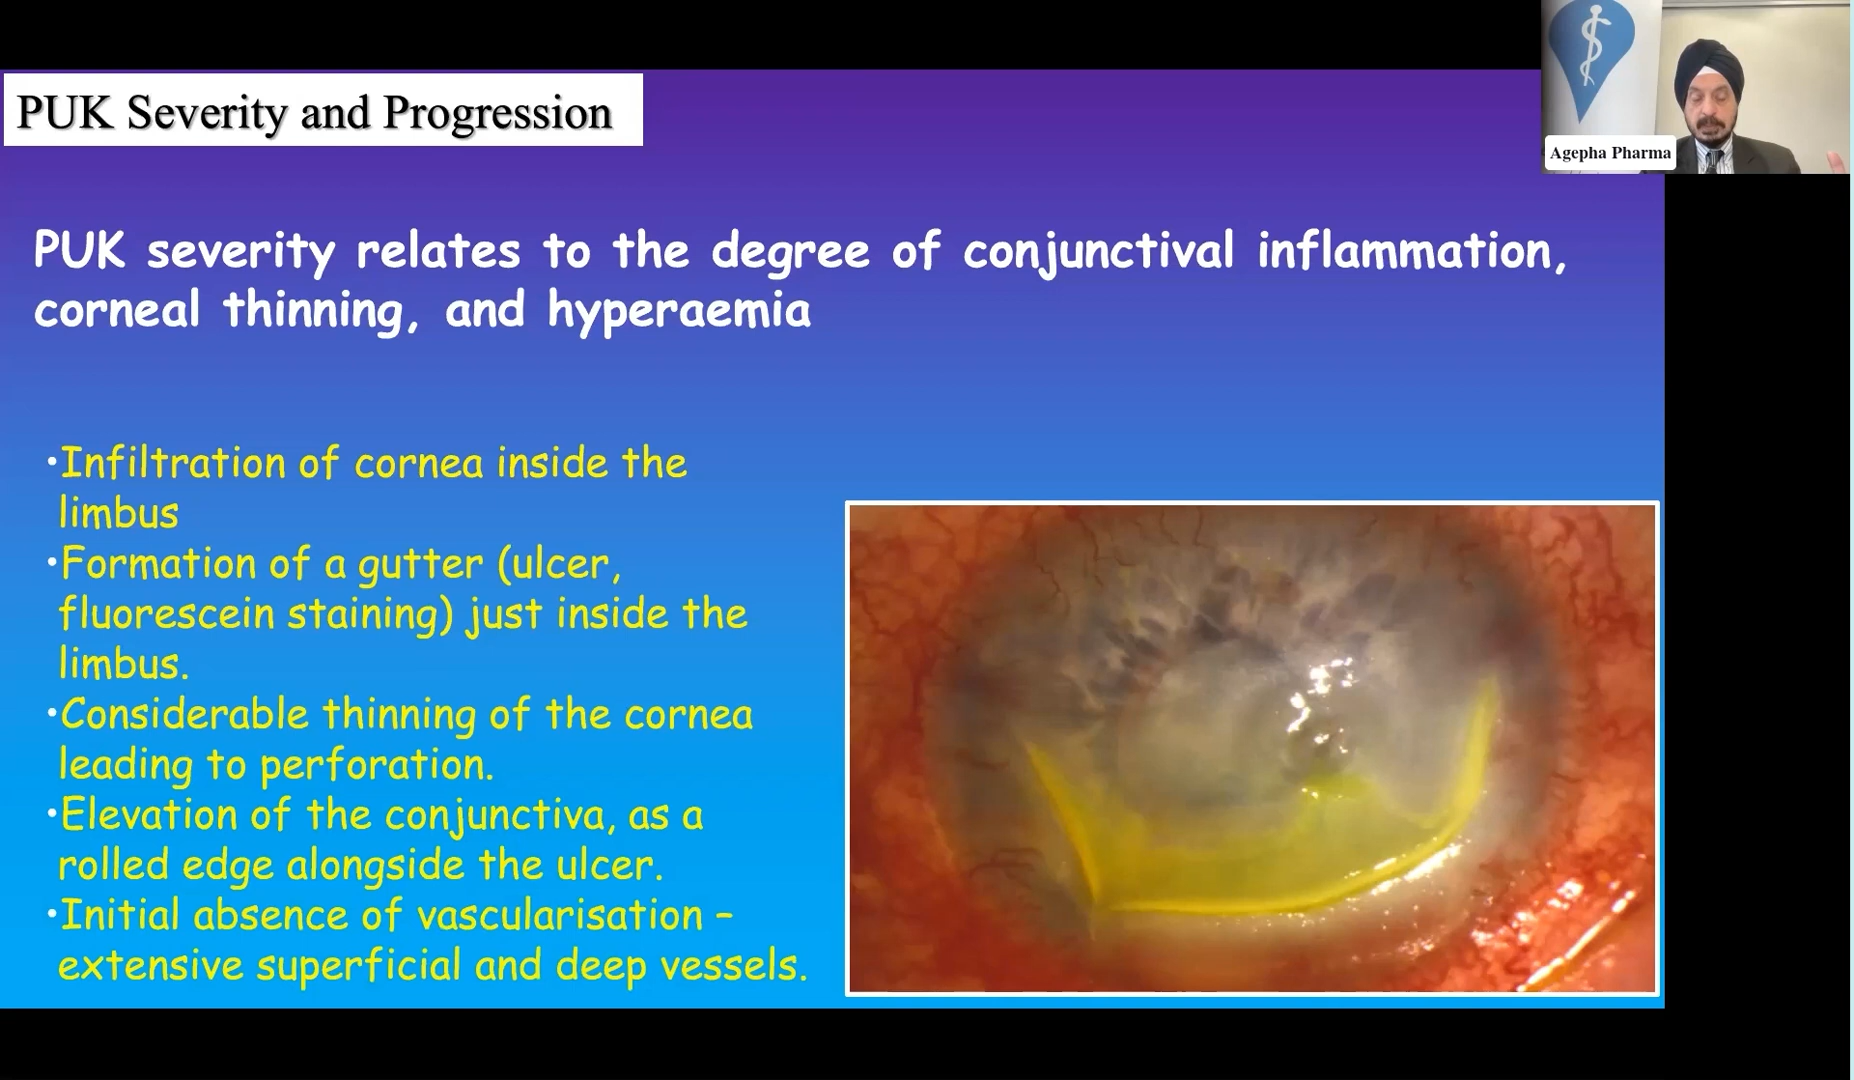 PUK Severity and Progression
Agepha Pharma
PUK severity relates to the degree of conjunctival inflammation,
corneal thinning, and hyperaemia
•Infiltration of cornea inside the
limbus
•Formation of a gutter (ulcer,
fluorescein staining) just inside the
limbus.
•Considerable thinning of the cornea
leading to perforation.
•Elevation of the conjunctiva, as a
rolled edge alongside the ulcer.
•Initial absence of vascularisation –
extensive superficial and deep vessels.